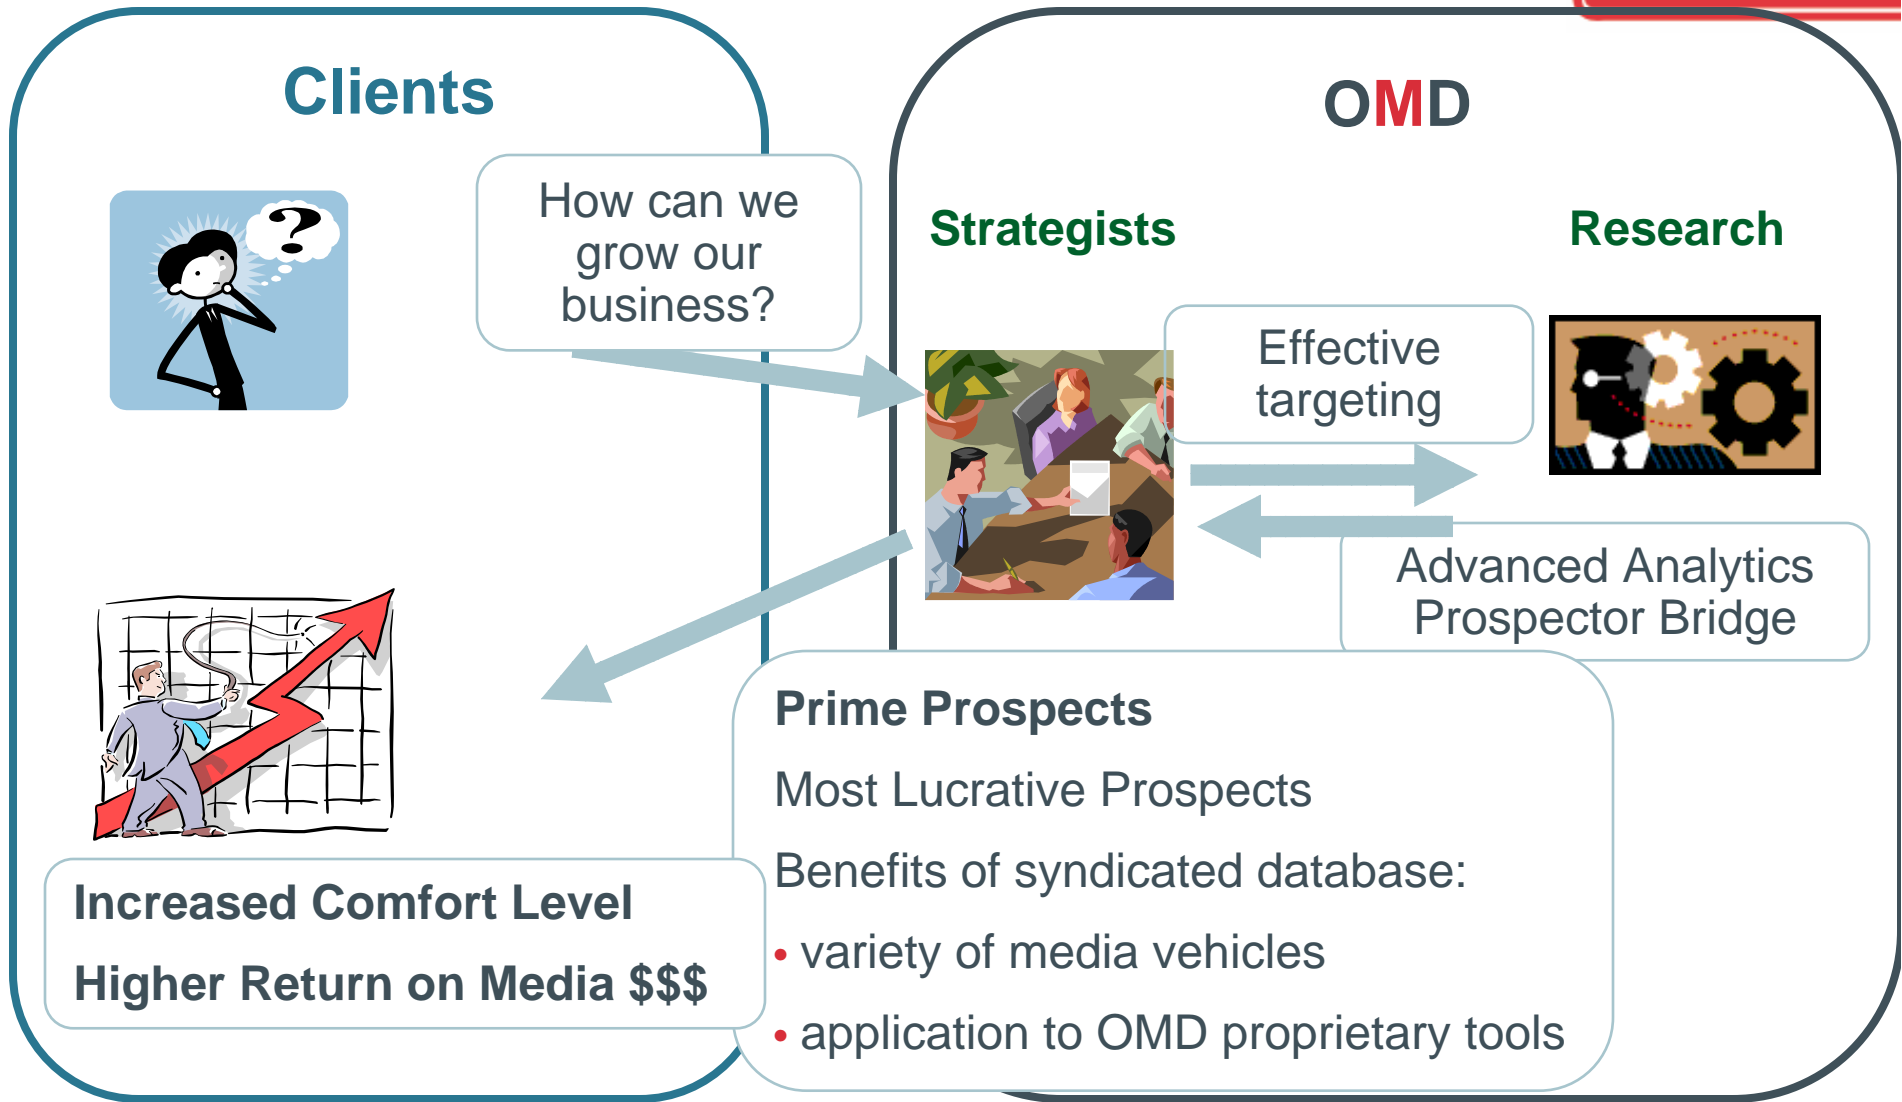 Clients
OMD
How can we
grow our
business?
Strategists
Research
?
Effective
targeting
Advanced Analytics
Prospector Bridge
Prime Prospects
Most Lucrative Prospects
Benefits of syndicated database:
• variety of media vehicles
• application to OMD proprietary tools
Increased Comfort Level
Higher Return on Media $$$